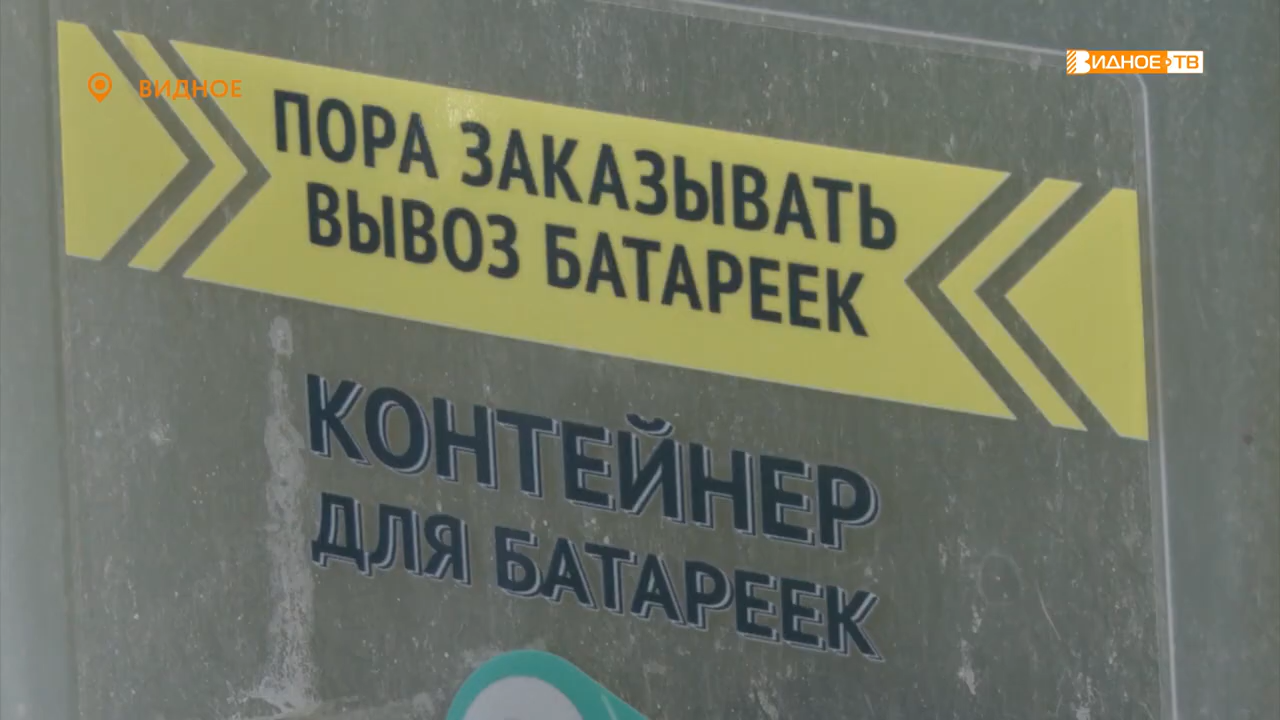 ВИДНОЕ
ВИДНОЕ ТВ
ПОРА ЗАКАЗЫВАТЬ
ВЫВОЗ БАТАРЕЕК
КОНТЕЙНЕР
ДЛЯ БАТАРЕЕК